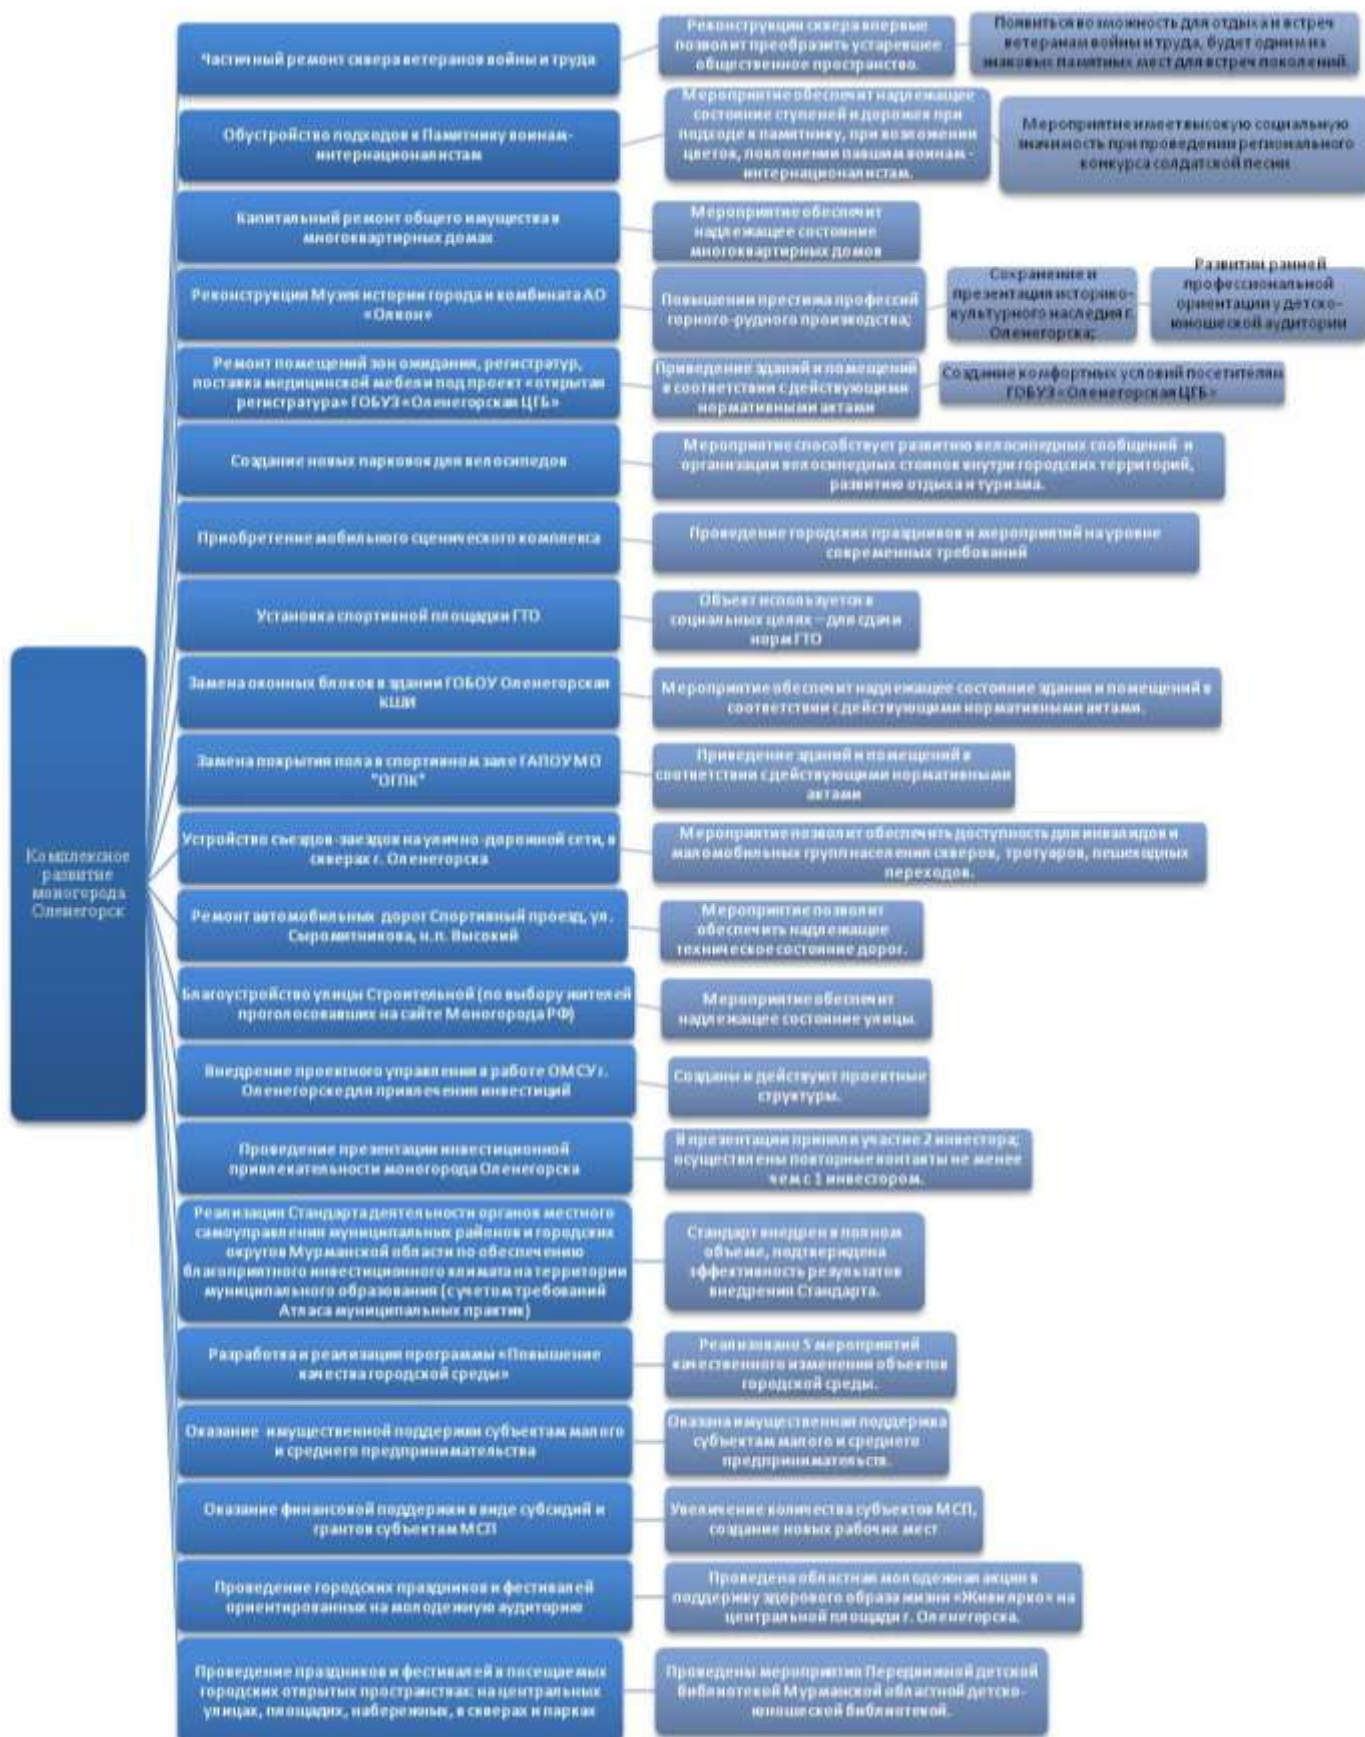 Комплексное
развитие
моногорода
Оленегорск
Частичный ремонт сквера ветеранов войны и труда
Реконструкция сквера впервые
позволит преобразить устаревшее
общественное пространство.
Появиться возможность для отдыха и встреч
ветеранам войны и труда, будет одним из
знаковых памятных мест для встреч поколений.
Обустройство подходов к Памятнику воинам-
интернационалистам
Мероприятие обеспечит надлежащее
состояние ступеней и дорожек при
подходе к памятнику, при возложении
цветов, поклонении павшим воинам-
интернационалистам.
Мероприятие имеет высокую социальную
значимость при проведении регионального
конкурса солдатской песни
Капитальный ремонт общего имущества в
многоквартирных домах
Мероприятие обеспечит
надлежащее состояние
многоквартирных домов
Реконструкция Музея истории города и комбината АО
«Олкон»
Повышении престижа профессий
горного-рудного производства;
Сохранение и
презентация историко-
культурного наследия г.
Оленегорска;
Развитии ранней
профессиональной
ориентации у детско-
юношеской аудитории
Ремонт помещений зон ожидания, регистратур,
поставка медицинской мебели под проект «открытая
регистратура» ГОБУЗ «Оленегорская ЦГБ»
Приведение зданий и помещений
в соответствии с действующими
нормативными актами
Создание комфортных условий посетителям
ГОБУЗ «Оленегорская ЦГБ»
Создание новых парковок для велосипедов
Мероприятие способствует развитию велосипедных сообщений и
организации велосипедных стоянок внутри городских территорий,
развитию отдыха и туризма.
Приобретение мобильного сценического комплекса
Проведение городских праздников и мероприятий на уровне
современных требований
Установка спортивной площадки ГТО
Объект используется в
социальных целях – для сдачи
норм ГТО
Замена оконных блоков в здании ГОБОУ Оленегорская
КШИ
Мероприятие обеспечит надлежащее состояние здания и помещений в
соответствии с действующими нормативными актами.
Замена покрытия пола в спортивном зале ГАПОУ МО
"ОГПК"
Приведение зданий и помещений в
соответствии с действующими нормативными
актами
Устройство съездов-заездов на улично-дорожной сети, в
скверах г. Оленегорска
Мероприятие позволит обеспечить доступность для инвалидов и
маломобильных групп населения скверов, тротуаров, пешеходных
переходов.
Ремонт автомобильных дорог Спортивный проезд, ул.
Сыромятникова, н.п. Высокий
Мероприятие позволит
обеспечить надлежащее
техническое состояние дорог.
Благоустройство улицы Строительной (по выбору жителей
проголосовавших на сайте Моногорода РФ)
Мероприятие обеспечит
надлежащее состояние улицы.
Внедрение проектного управления в работе ОМСУ г.
Оленегорске для привлечения инвестиций
Созданы и действуют проектные
структуры.
Проведение презентации инвестиционной
привлекательности моногорода Оленегорска
В презентации приняли участие 2 инвестора;
осуществлены повторные контакты не менее
чем с 1 инвестором.
Реализация Стандарта деятельности органов местного
самоуправления муниципальных районов и городских
округов Мурманской области по обеспечению
благоприятного инвестиционного климата на территории
муниципального образования (с учетом требований
Атласа муниципальных практик)
Стандарт внедрен в полном
объеме, подтверждена
эффективность результатов
внедрения Стандарта.
Разработка и реализация программы «Повышение
качества городской среды»
Реализовано 5 мероприятий
качественного изменения объектов
городской среды.
Оказание имущественной поддержки субъектам малого
и среднего предпринимательства
Оказана имущественная поддержка
субъектам малого и среднего
предпринимательств.
Оказание финансовой поддержки в виде субсидий и
грантов субъектам МСП
Увеличение количества субъектов МСП,
создание новых рабочих мест
Проведение городских праздников и фестивалей
ориентированных на молодежную аудиторию
Проведена областная молодежная акция в
поддержку здорового образа жизни «Живи ярко» на
центральной площади г. Оленегорска.
Проведение праздников и фестивалей в посещаемых
городских открытых пространствах: на центральных
улицах, площадях, набережных, в скверах и парках
Проведены мероприятия Передвижной детской
библиотекой Мурманской областной детско-
юношеской библиотекой.